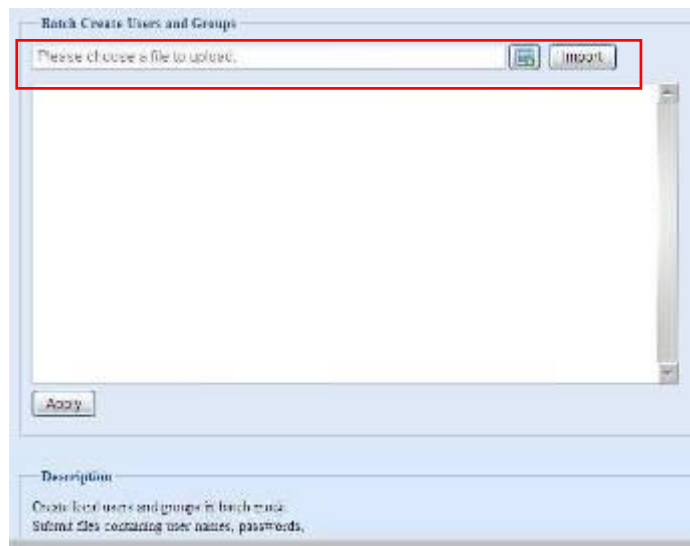 Batch Create Users and Groups
Please choose a file to upload.
Import
Apply
Description
Create local users and groups in batch mode.
Submit files containing user names, passwords,